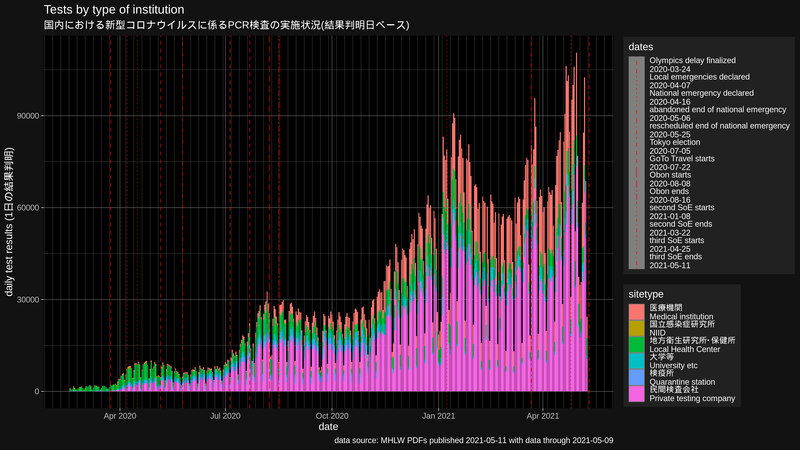 Tests by type of institution
国内における新型コロナウイルスに係るPCR検査の実施状況(結果判明日ベース)
daily test results (1日の結果判明)
90000
60000
30000
0
Apr 2020
Jul 2020
Oct 2020
Jan 2021
Apr 2021
date
data source: MHLW PDFs published 2021-05-11 with data through 2021-05-09
dates
Olympics delay finalized
2020-03-24
Local emergencies declared
2020-04-07
National emergency declared
2020-04-16
abandoned end of national emergency
2020-05-06
rescheduled end of national emergency
2020-05-25
Tokyo election
2020-07-05
GoTo Travel starts
2020-07-22
Obon starts
2020-08-08
Obon ends
2020-08-16
second SoE starts
2021-01-08
second SoE ends
2021-03-22
third SoE starts
2021-04-25
third SoE ends
2021-05-11
sitetype
医療機関
Medical institution
国立感染症研究所
NIID
地方衛生研究所・保健所
Local Health Center
大学等
University etc
検疫所
Quarantine station
民間検査会社
Private testing company